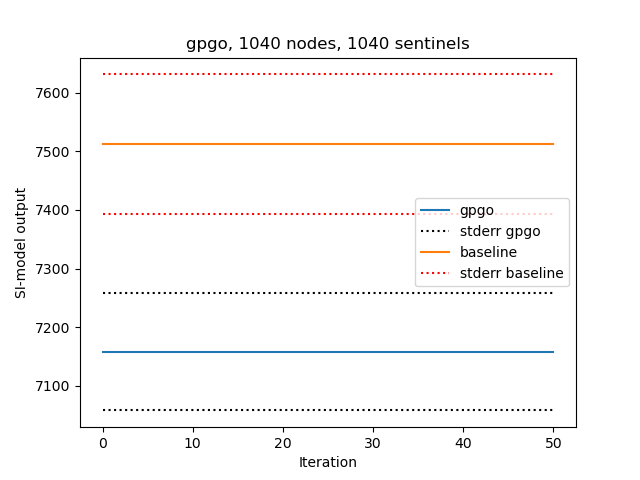 gpgo, 1040 nodes, 1040 sentinels
7600
7500
7400
7300
7200
7100
SI-model output
gpgo
stderr gpgo
baseline
stderr baseline
0
10
20
30
40
50
Iteration